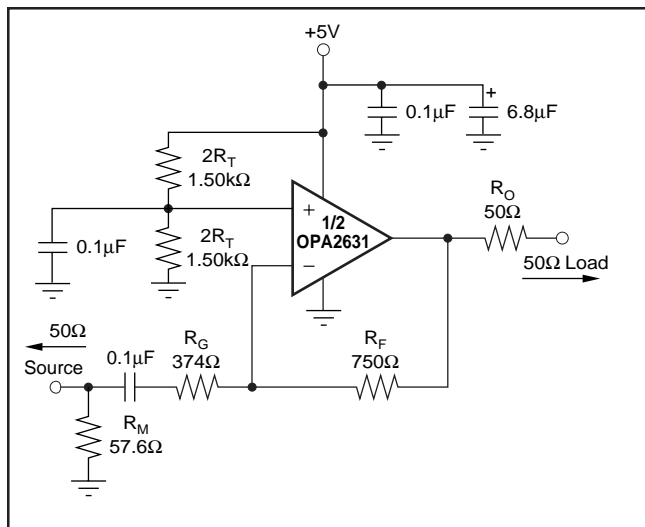 +5V
+
0.1µF
6.8µF
2R_T
1.50kΩ
R_O
50Ω
+
1/2
OPA2631
−
0.1µF
2R_T
1.50kΩ
50Ω Load
50Ω
Source
0.1µF
R_G
374Ω
R_F
750Ω
R_M
57.6Ω